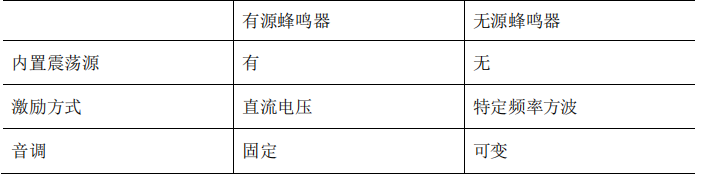 有源蜂鸣器 无源蜂鸣器
内置震荡源 有 无
激励方式 直流电压 特定频率方波
音调 固定 可变